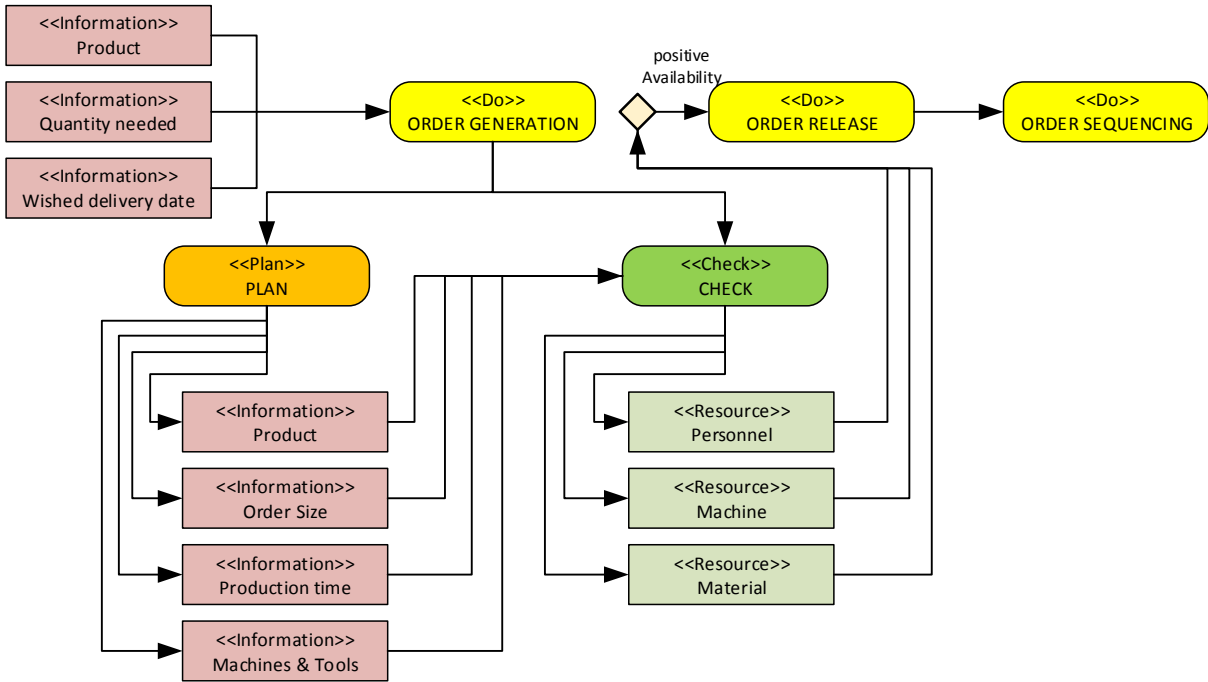 <<Information>>
Product
<<Information>>
Quantity needed
<<Information>>
Wished delivery date
<<Do>>
ORDER GENERATION
positive
Availability
<<Do>>
ORDER RELEASE
<<Do>>
ORDER SEQUENCING
<<Plan>>
PLAN
<<Check>>
CHECK
<<Information>>
Product
<<Information>>
Order Size
<<Information>>
Production time
<<Information>>
Machines & Tools
<<Resource>>
Personnel
<<Resource>>
Machine
<<Resource>>
Material